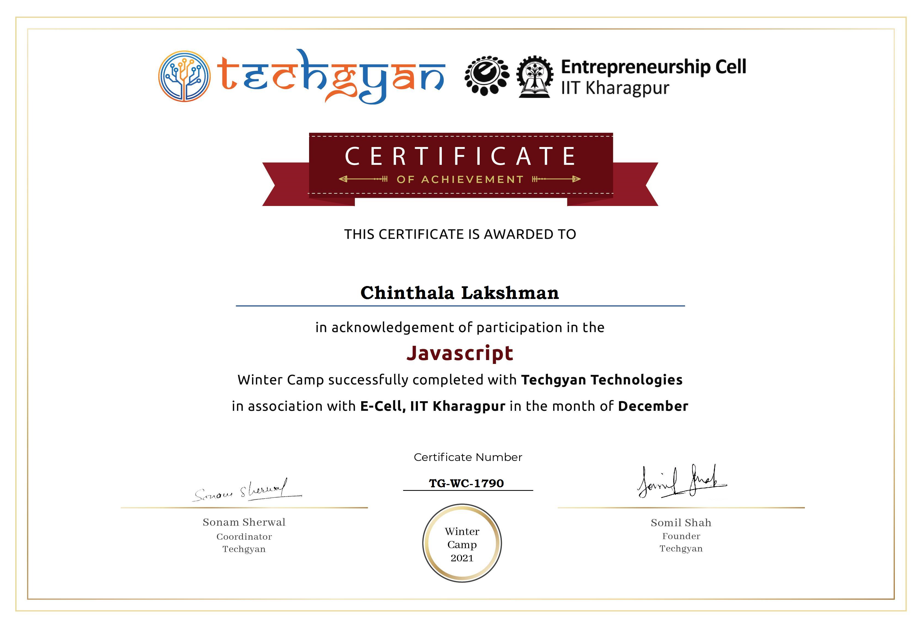 techgyan
Entrepreneurship Cell
IIT Kharagpur
CERTIFICATE
OF ACHIEVEMENT
THIS CERTIFICATE IS AWARDED TO
Chinthala Lakshman
in acknowledgement of participation in the
Javascript
Winter Camp successfully completed with Techgyan Technologies
in association with E-Cell, IIT Kharagpur in the month of December
Certificate Number
TG-WC-1790
Sonam Sherwal
Sonam Sherwal
Coordinator
Techgyan
Winter
Camp
2021
Somil Shah
Somil Shah
Founder
Techgyan